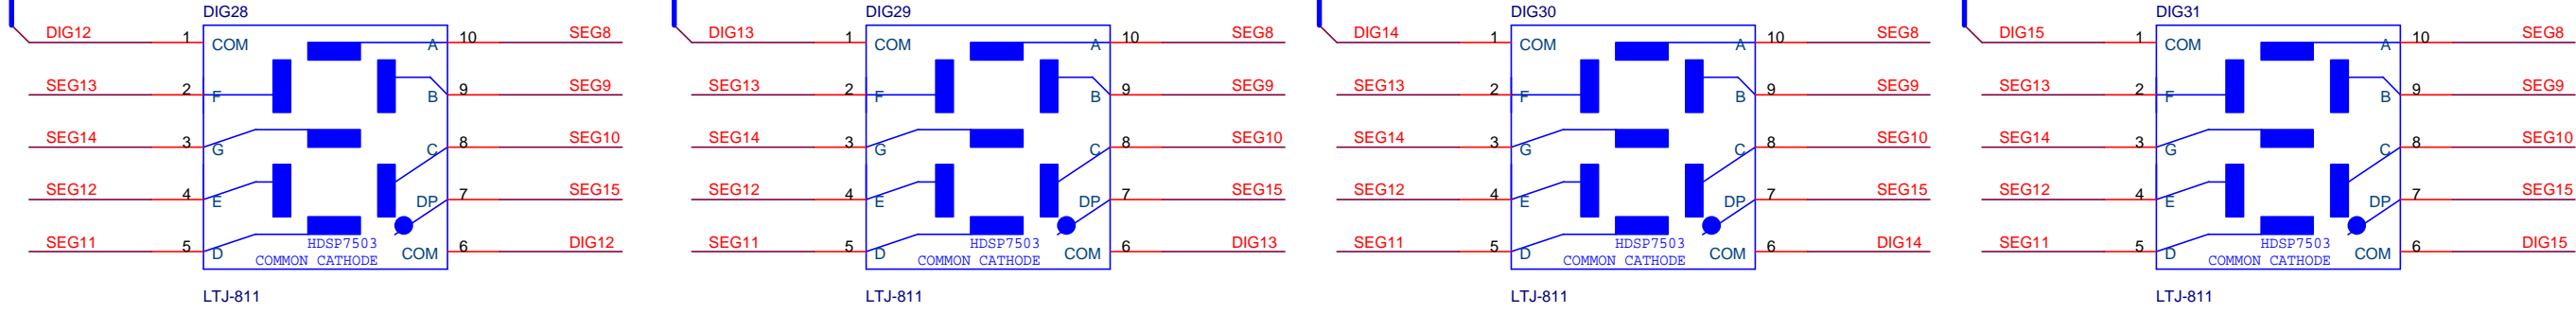 DIG28 DIG29 DIG30 DIG31
DIG12 1 COM A 10 SEG8 DIG13 1 COM A 10 SEG8 DIG14 1 COM A 10 SEG8 DIG15 1 COM A 10 SEG8
SEG13 2 F B 9 SEG9 SEG13 2 F B 9 SEG9 SEG13 2 F B 9 SEG9 SEG13 2 F B 9 SEG9
SEG14 3 G C 8 SEG10 SEG14 3 G C 8 SEG10 SEG14 3 G C 8 SEG10 SEG14 3 G C 8 SEG10
SEG12 4 E DP 7 SEG15 SEG12 4 E DP 7 SEG15 SEG12 4 E DP 7 SEG15 SEG12 4 E DP 7 SEG15
SEG11 5 D HDSP7503 COM 6 DIG12 SEG11 5 D HDSP7503 COM 6 DIG13 SEG11 5 D HDSP7503 COM 6 DIG14 SEG11 5 D HDSP7503 COM 6 DIG15
COMMON CATHODE COMMON CATHODE COMMON CATHODE COMMON CATHODE
LTJ-811 LTJ-811 LTJ-811 LTJ-811